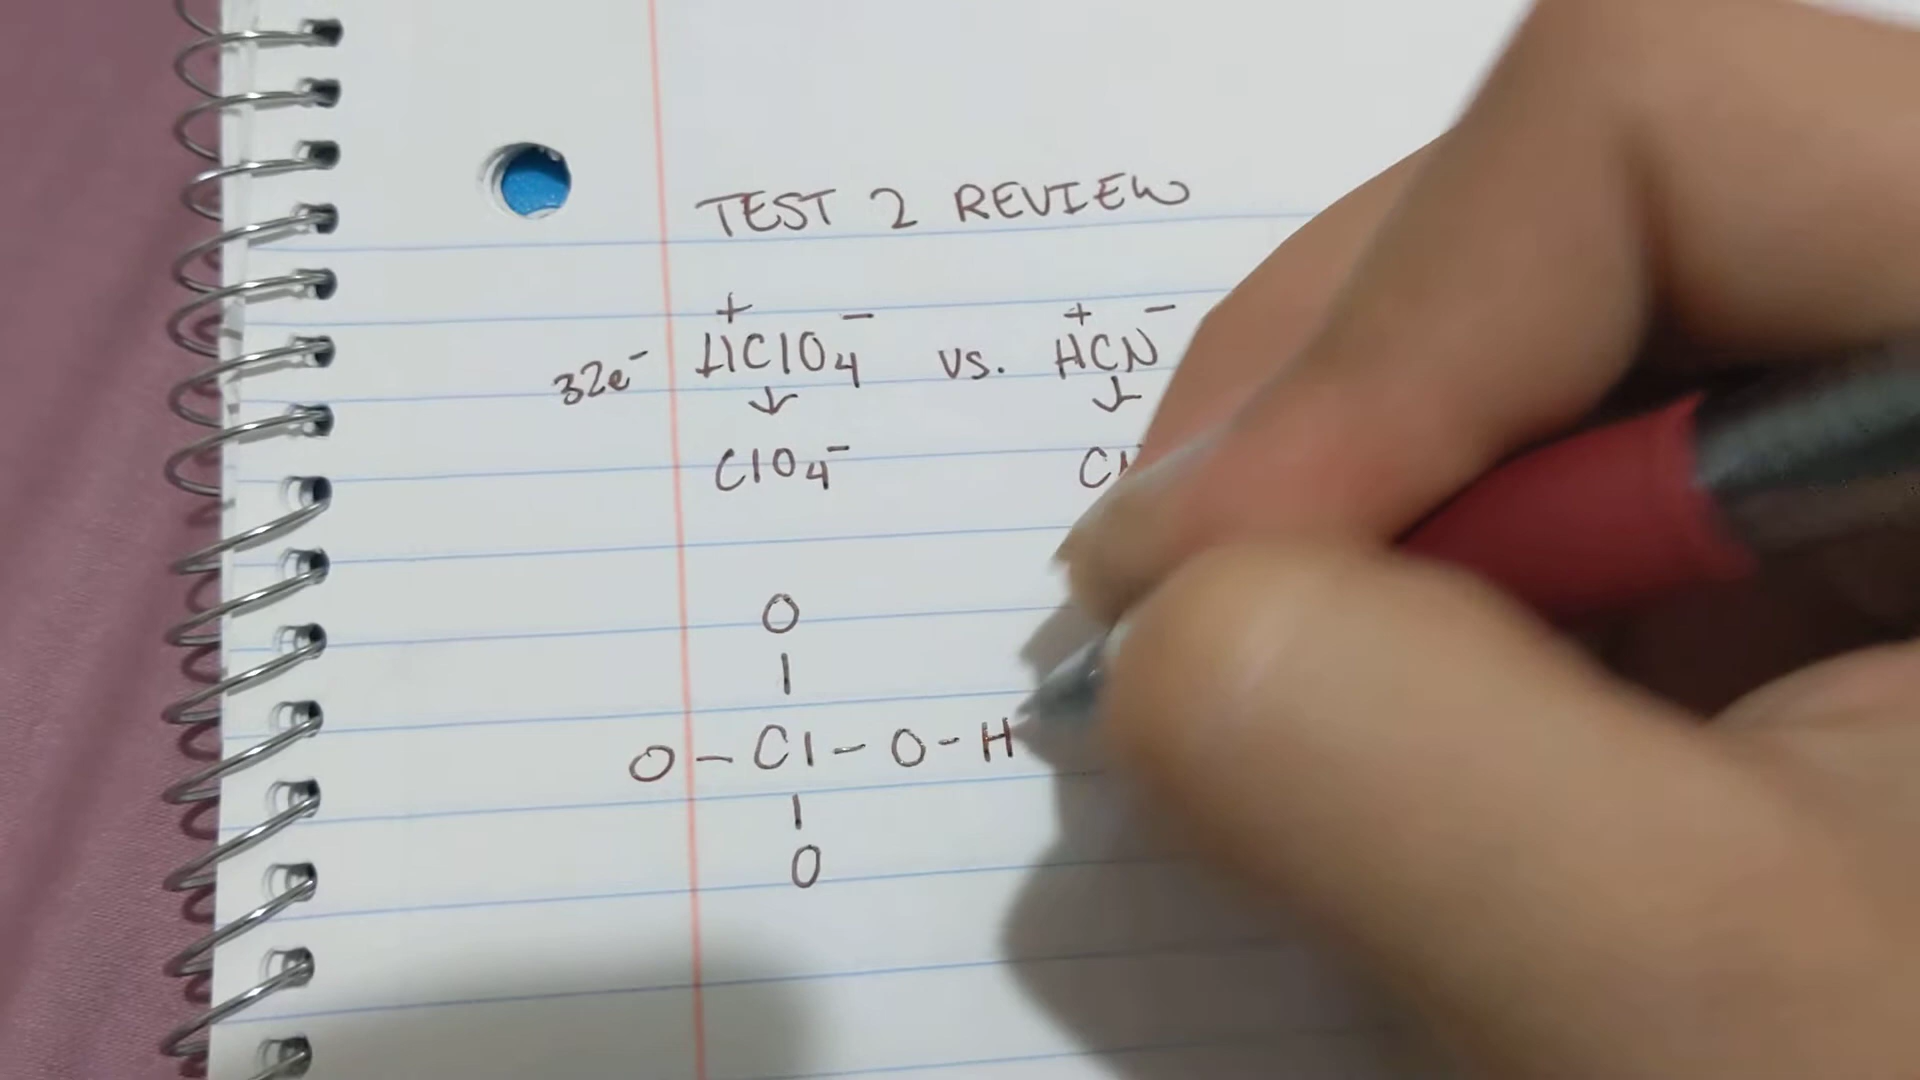 TEST 2 REVIEW
+ - + -
32e⁻ HClO₄ vs. HCN
↓ ↓
ClO₄⁻
O
|
O - Cl - O - H
|
O